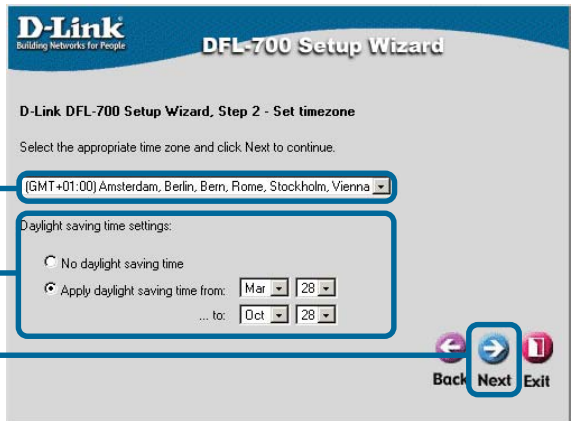 D-Link
Building Networks for People
DFL-700 Setup Wizard
D-Link DFL-700 Setup Wizard, Step 2 - Set timezone
Select the appropriate time zone and click Next to continue.
(GMT+01:00) Amsterdam, Berlin, Bern, Rome, Stockholm, Vienna
Daylight saving time settings:
No daylight saving time
Apply daylight saving time from: Mar 28
... to: Oct 28
Back Next Exit